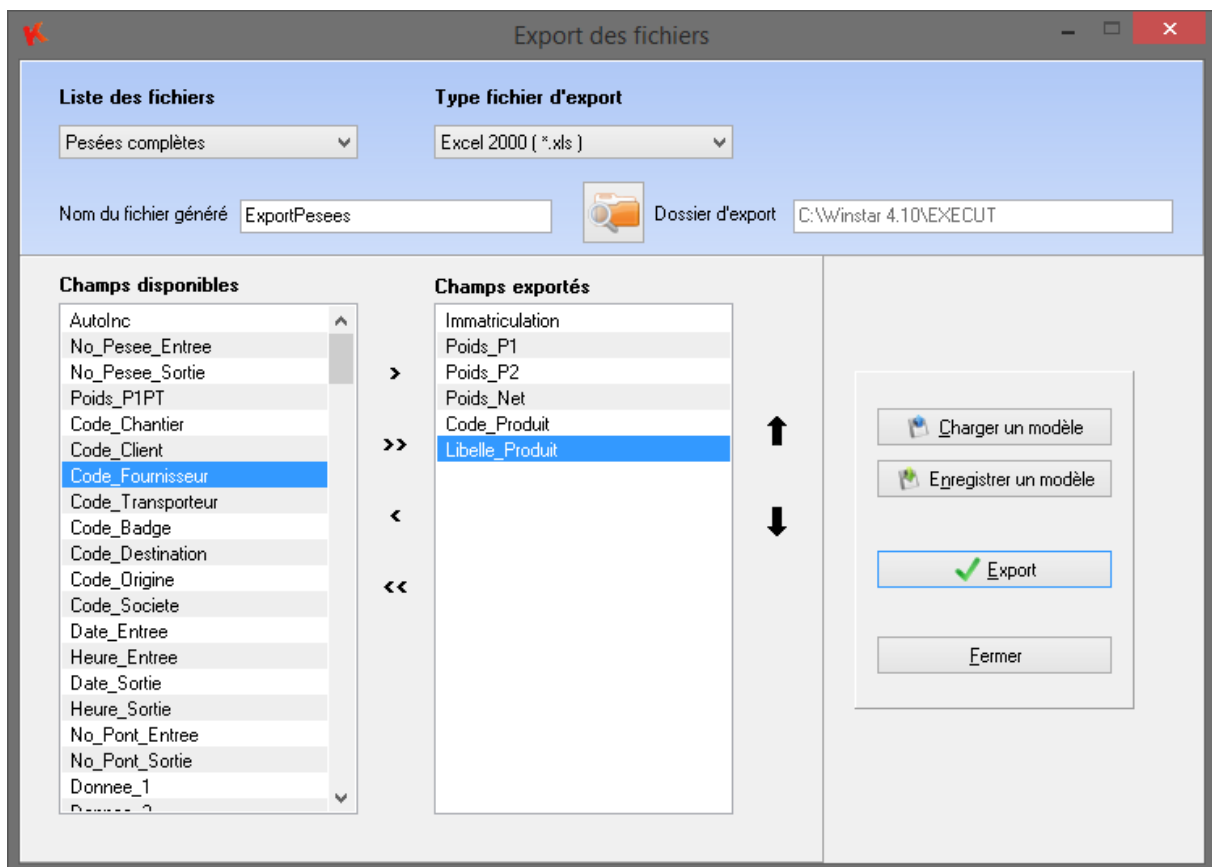 Export des fichiers
Liste des fichiers
Type fichier d'export
Pesées complètes
Excel 2000 ( *.xls )
Nom du fichier généré
ExportPesees
Dossier d'export
C:\Winstar 4.10\EXECUT
Champs disponibles
AutoInc
No_Pesee_Entree
No_Pesee_Sortie
Poids_P1PT
Code_Chantier
Code_Client
Code_Fournisseur
Code_Transporteur
Code_Badge
Code_Destination
Code_Origine
Code_Societe
Date_Entree
Heure_Entree
Date_Sortie
Heure_Sortie
No_Pont_Entree
No_Pont_Sortie
Donnee_1
>
>>
<
<<
Champs exportés
Immatriculation
Poids_P1
Poids_P2
Poids_Net
Code_Produit
Libelle_Produit
Charger un modèle
Enregistrer un modèle
Export
Fermer